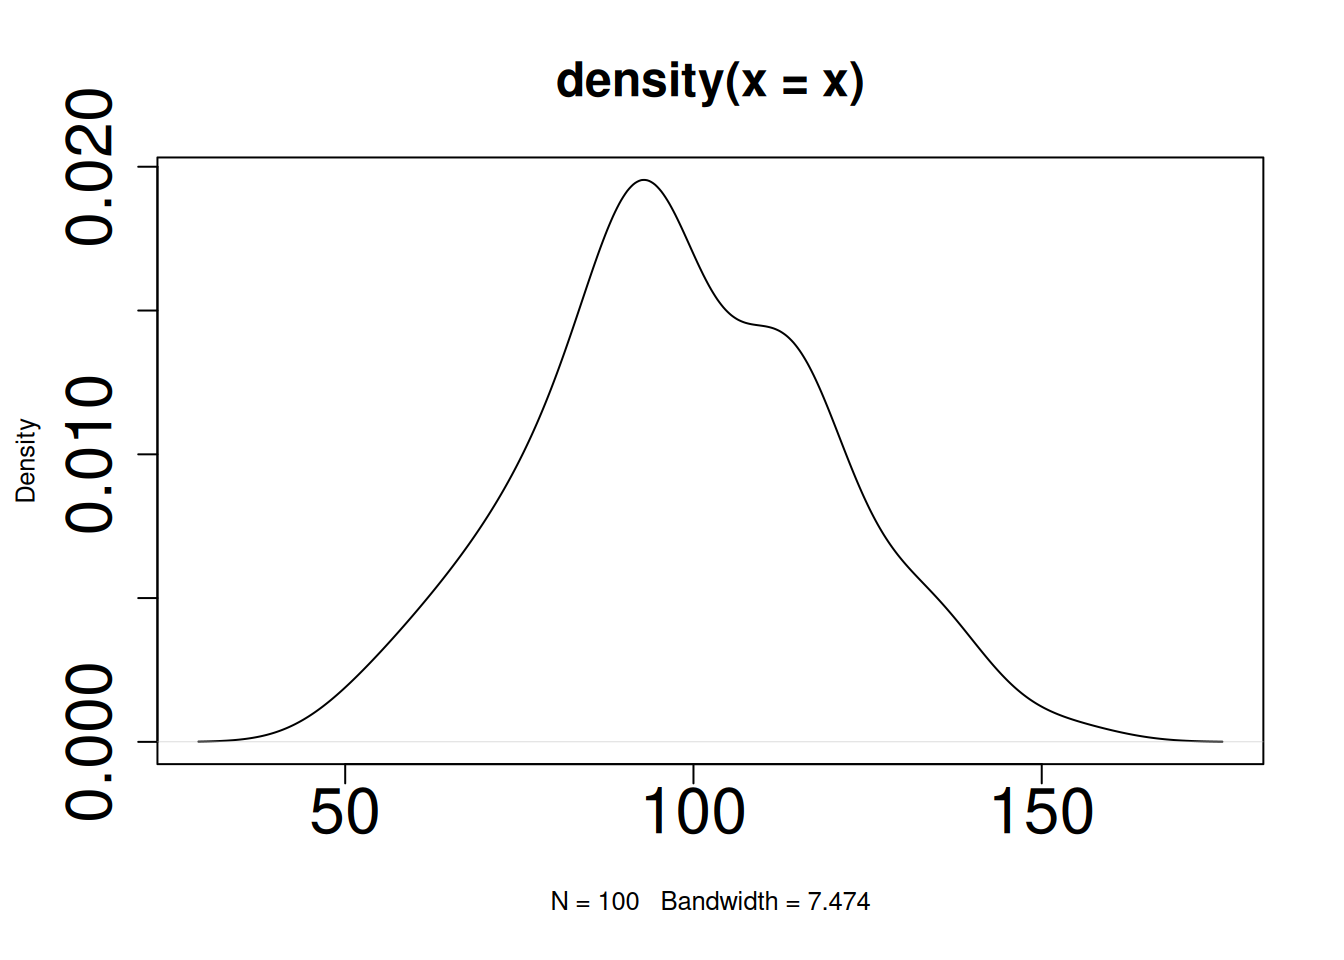 density(x = x)
0.020
0.010
0.000
Density
50 100 150
N = 100 Bandwidth = 7.474